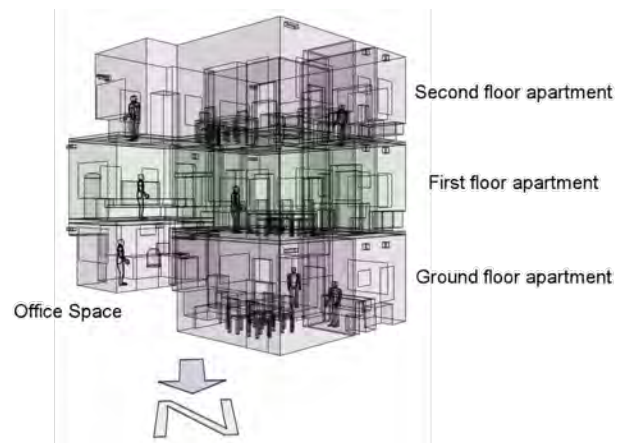 Second floor apartment
First floor apartment
Ground floor apartment
Office Space
N